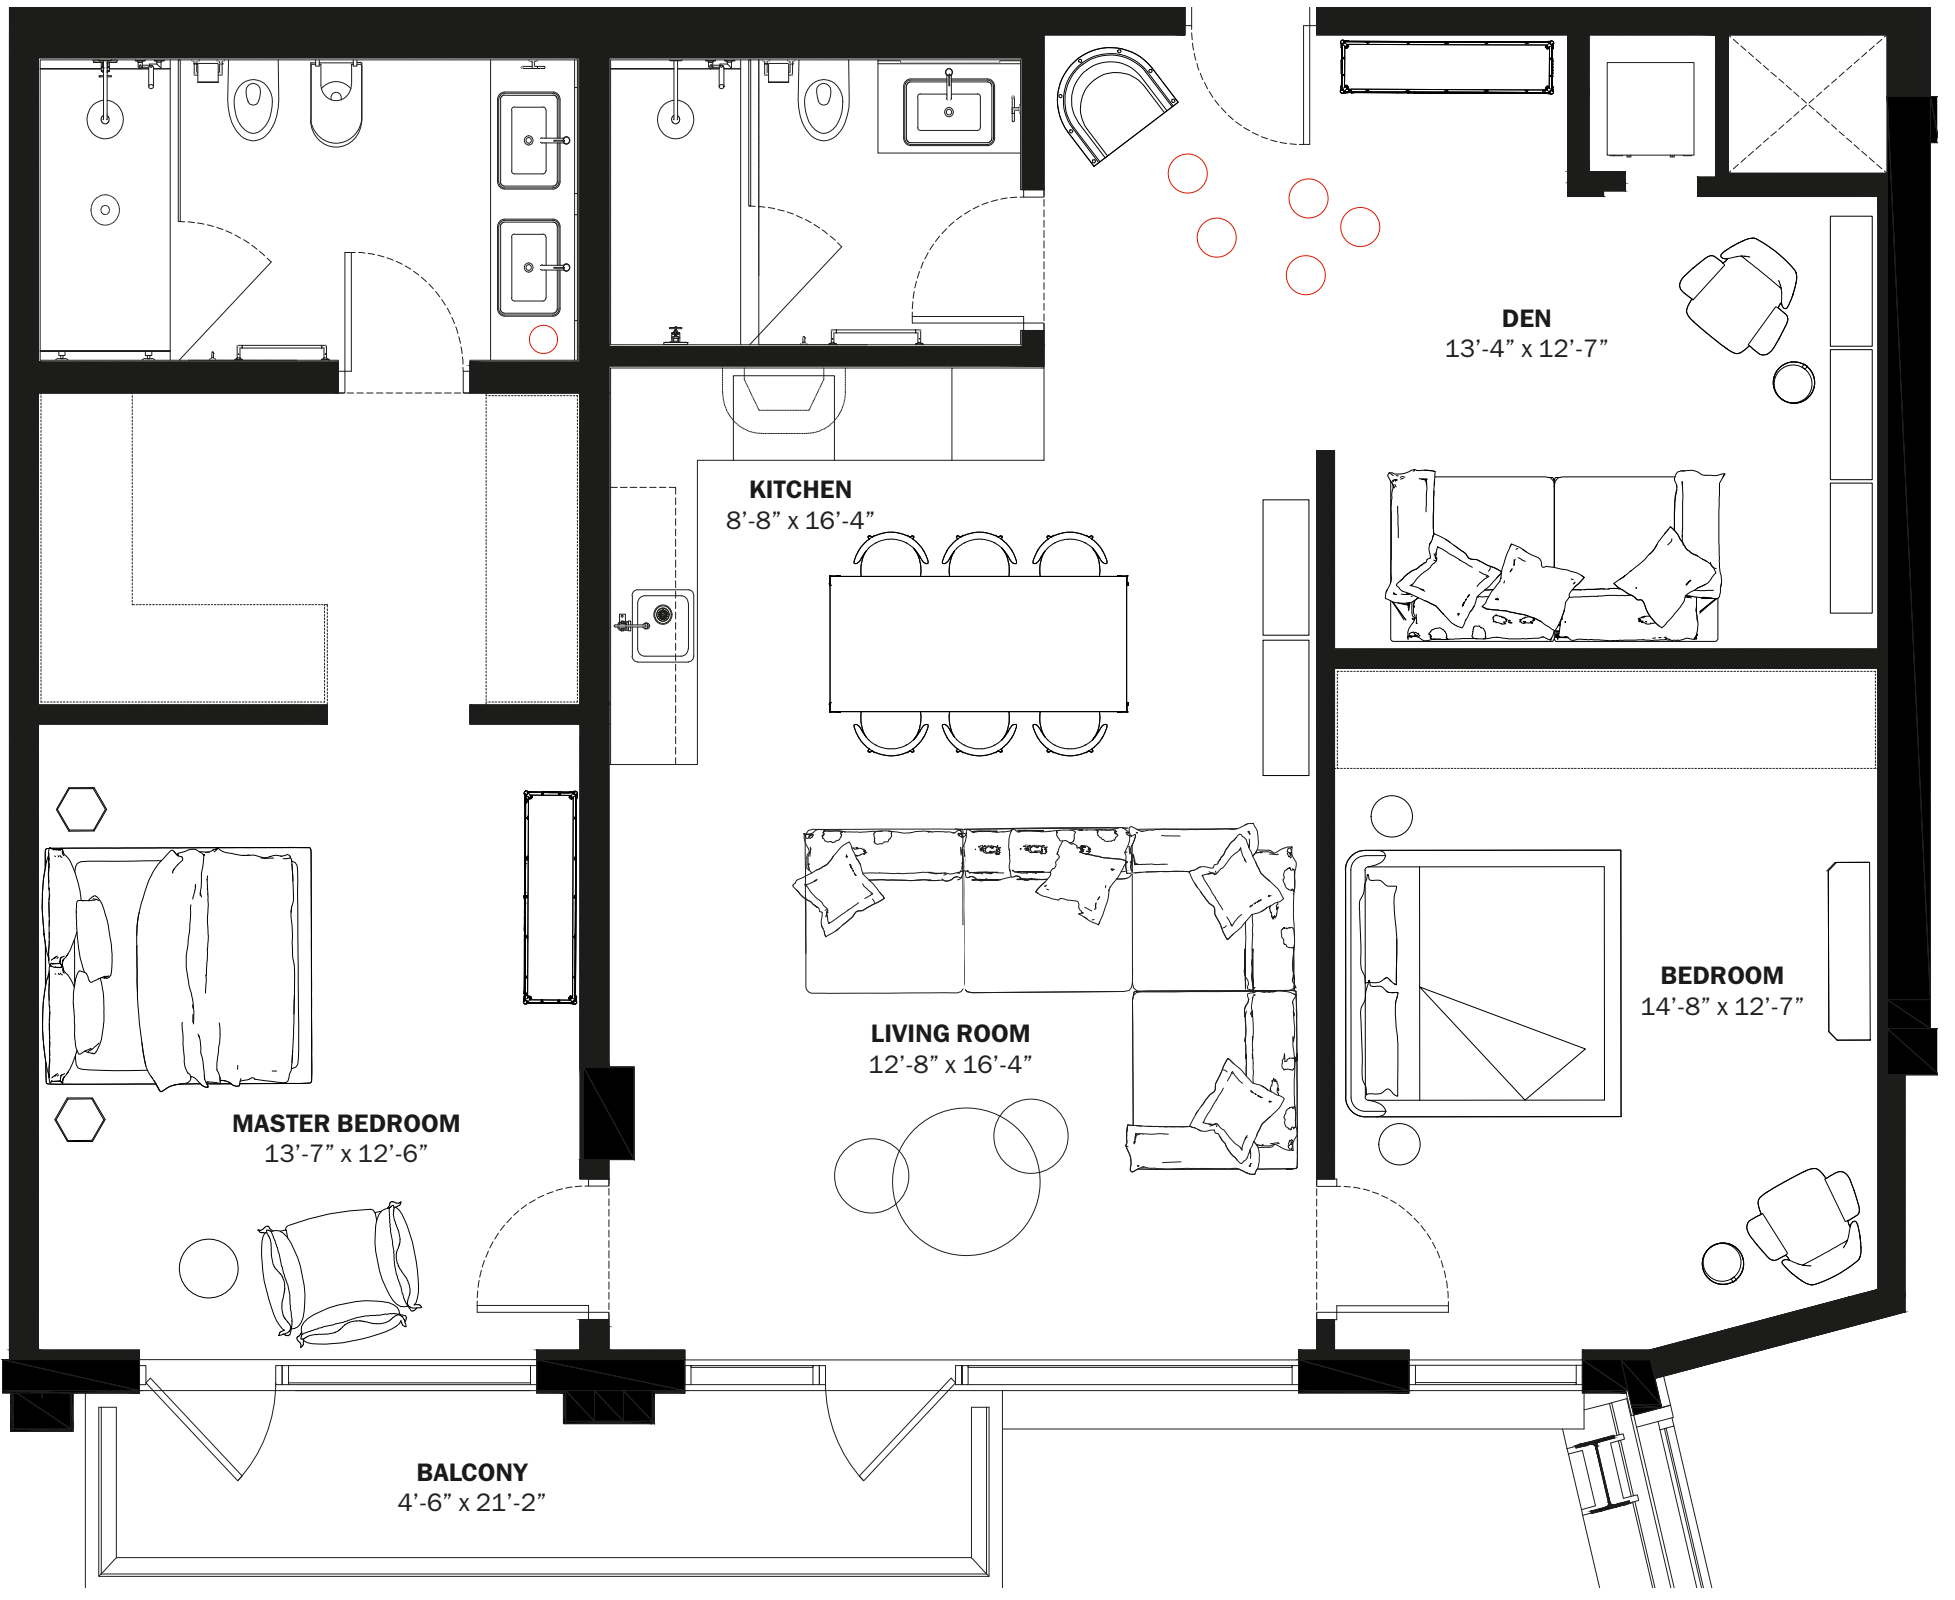 DEN
13’-4” x 12’-7”
KITCHEN
8’-8” x 16’-4”
BEDROOM
14’-8” x 12’-7”
LIVING ROOM
12’-8” x 16’-4”
MASTER BEDROOM
13’-7” x 12’-6”
BALCONY
4’-6” x 21’-2”